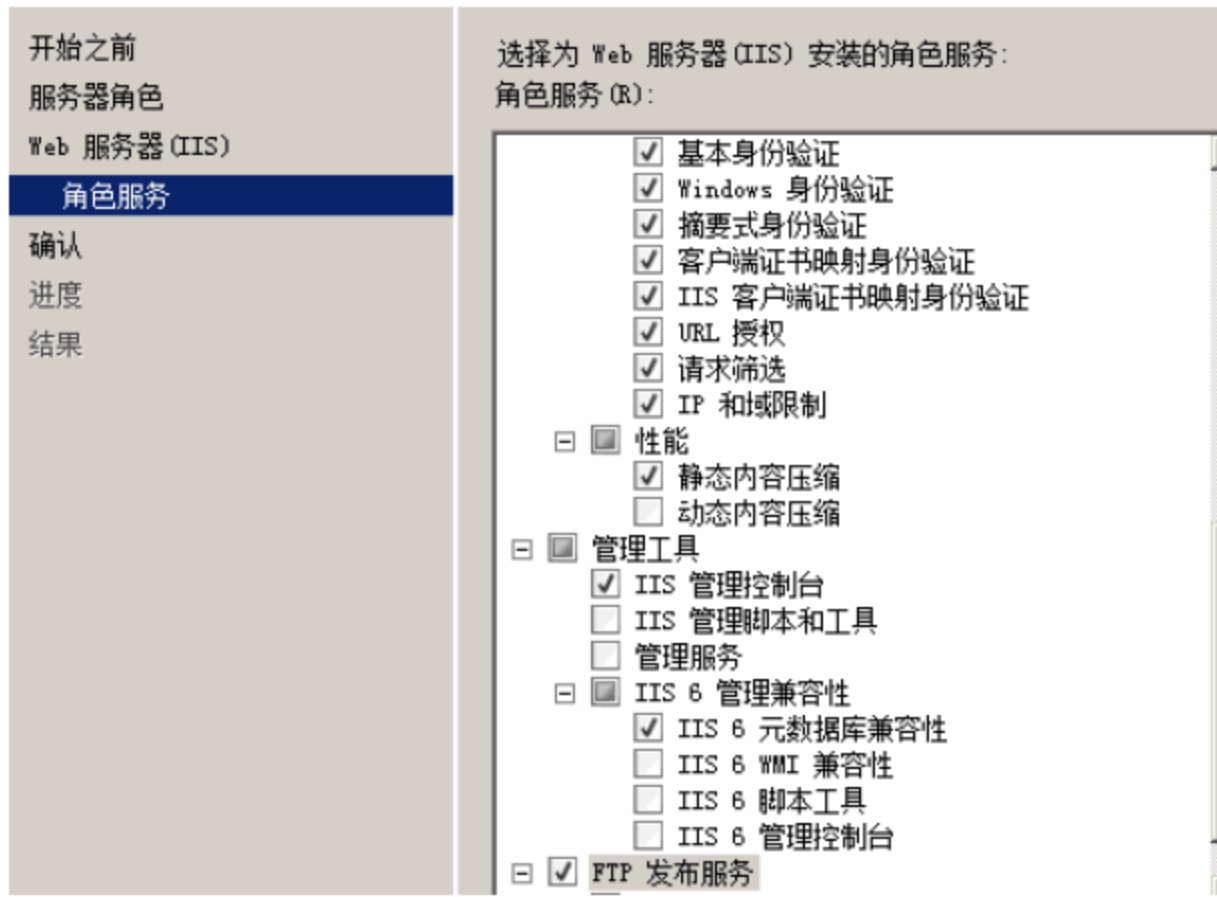 开始之前
服务器角色
Web 服务器(IIS)
角色服务
确认
进度
结果
选择为 Web 服务器(IIS) 安装的角色服务:
角色服务(R):
基本身份验证
Windows 身份验证
摘要式身份验证
客户端证书映射身份验证
IIS 客户端证书映射身份验证
URL 授权
请求筛选
IP 和域限制
性能
静态内容压缩
动态内容压缩
管理工具
IIS 管理控制台
IIS 管理脚本和工具
管理服务
IIS 6 管理兼容性
IIS 6 元数据库兼容性
IIS 6 WMI 兼容性
IIS 6 脚本工具
IIS 6 管理控制台
FTP 发布服务